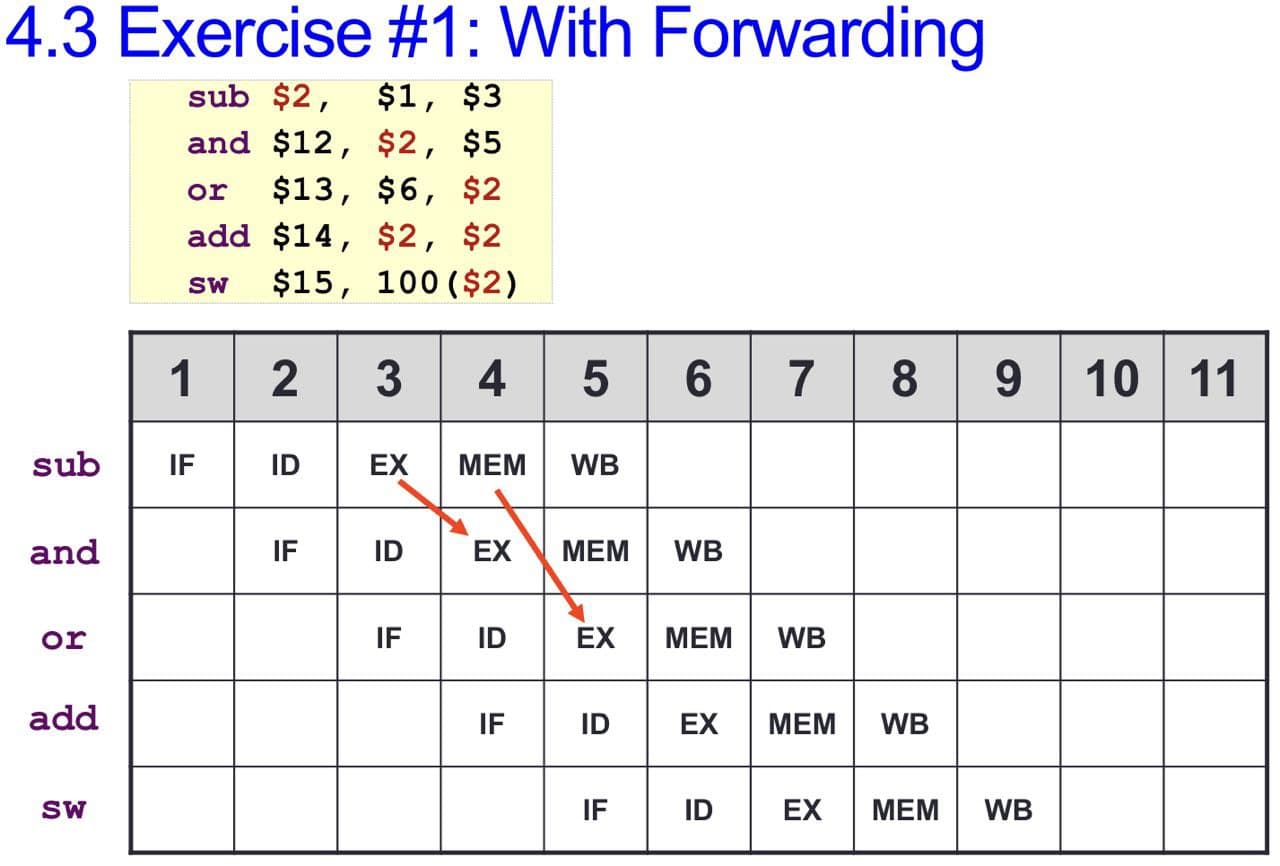 4.3 Exercise #1: With Forwarding
sub $2, $1, $3
and $12, $2, $5
or $13, $6, $2
add $14, $2, $2
sw $15, 100($2)
1 2 3 4 5 6 7 8 9 10 11
sub IF ID EX MEM WB
and IF ID EX MEM WB
or IF ID EX MEM WB
add IF ID EX MEM WB
sw IF ID EX MEM WB